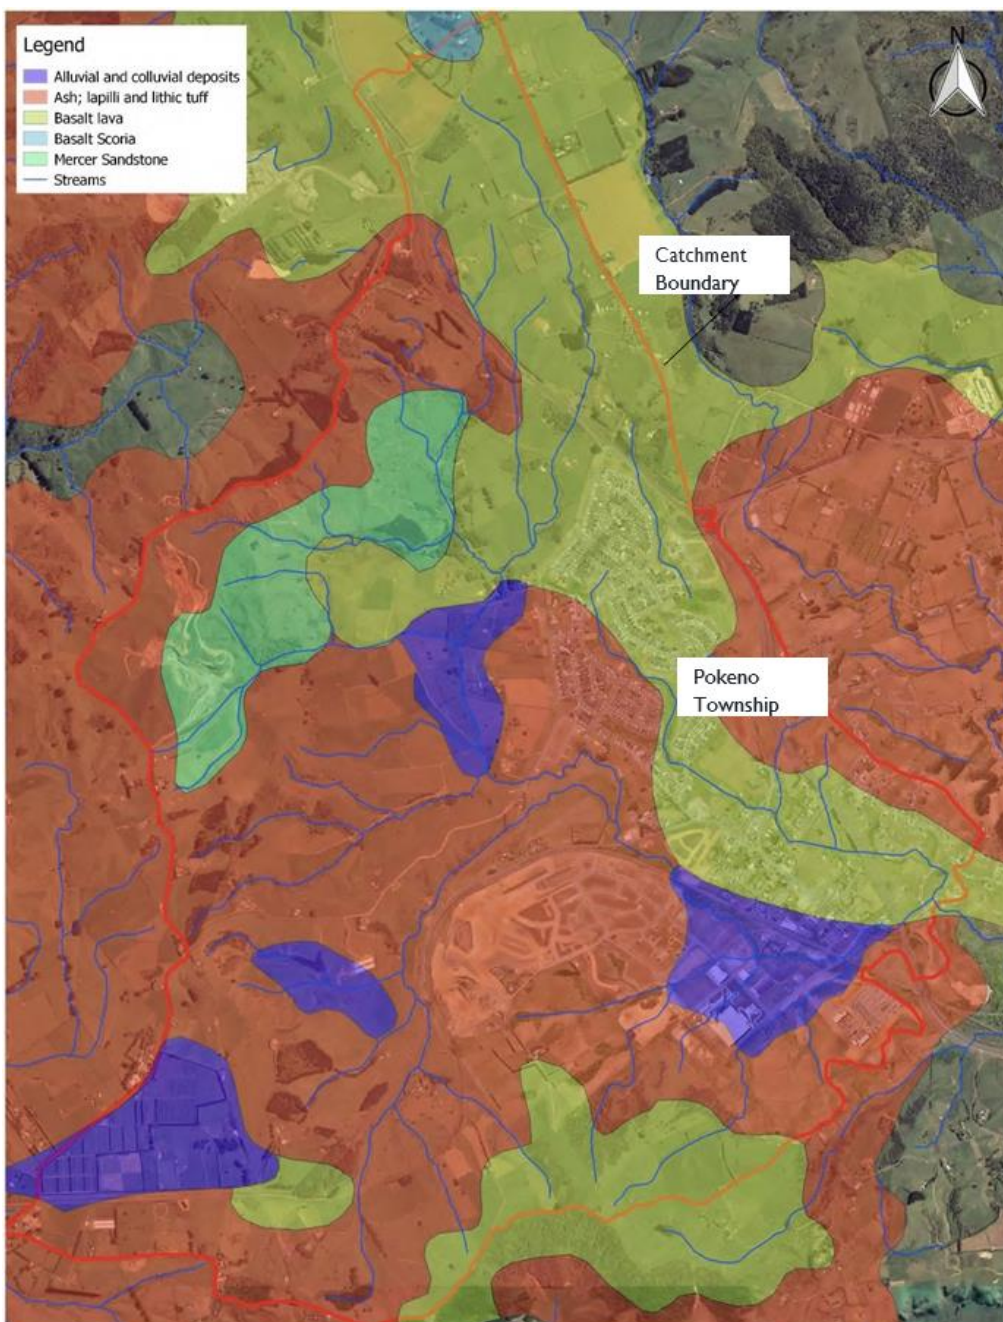 Legend
Alluvial and colluvial deposits
Ash; lapilli and lithic tuff
Basalt lava
Basalt Scoria
Mercer Sandstone
Streams
N
Catchment
Boundary
Pokeno
Township